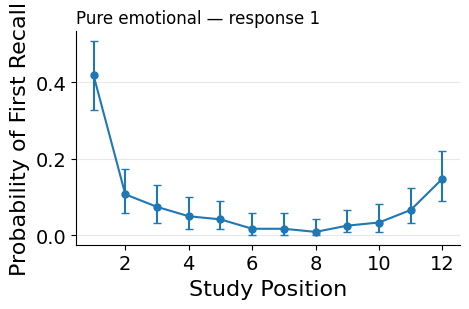 Pure emotional — response 1
Probability of First Recall
0.4
0.2
0.0
2 4 6 8 10 12
Study Position